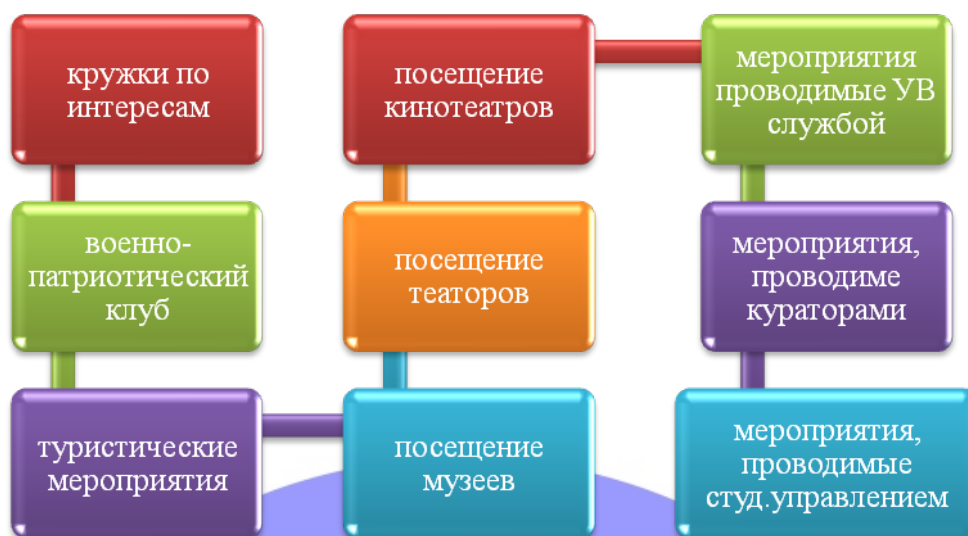 кружки по
интересам
военно-
патриотический
клуб
туристические
мероприятия
посещение
музеев
посещение
театоров
посещение
кинотеатров
мероприятия
проводимые УВ
службой
мероприятия,
проводиме
кураторами
мероприятия,
проводимые
студ.управлением